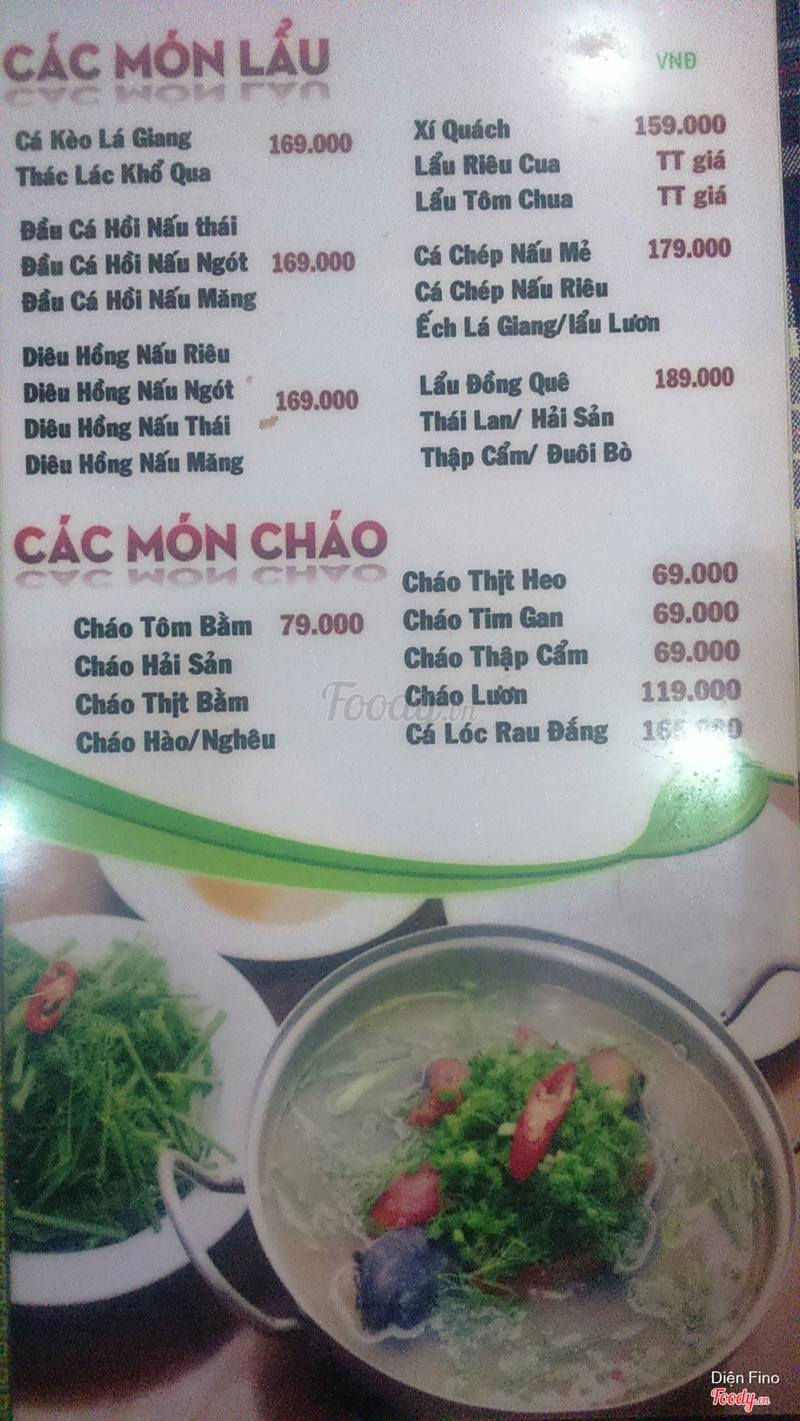 CÁC MÓN LẨU
VNĐ
Cá Kèo Lá Giang 169.000
Thác Lác Khổ Qua
Đầu Cá Hồi Nấu thái
Đầu Cá Hồi Nấu Ngót 169.000
Đầu Cá Hồi Nấu Măng
Diêu Hồng Nấu Riêu
Diêu Hồng Nấu Ngót 169.000
Diêu Hồng Nấu Thái
Diêu Hồng Nấu Măng
Xí Quách 159.000
Lẩu Riêu Cua TT giá
Lẩu Tôm Chua TT giá
Cá Chép Nấu Mẻ 179.000
Cá Chép Nấu Riêu
Ếch Lá Giang/lẩu Lươn
Lẩu Đồng Quê 189.000
Thái Lan/ Hải Sản
Thập Cẩm/ Đuôi Bò
CÁC MÓN CHÁO
Cháo Tôm Bằm 79.000
Cháo Hải Sản
Cháo Thịt Bằm
Cháo Hào/Nghêu
Cháo Thịt Heo 69.000
Cháo Tim Gan 69.000
Cháo Thập Cẩm 69.000
Cháo Lươn 119.000
Cá Lóc Rau Đắng
Foody.vn
Diện Fino
Foody.vn